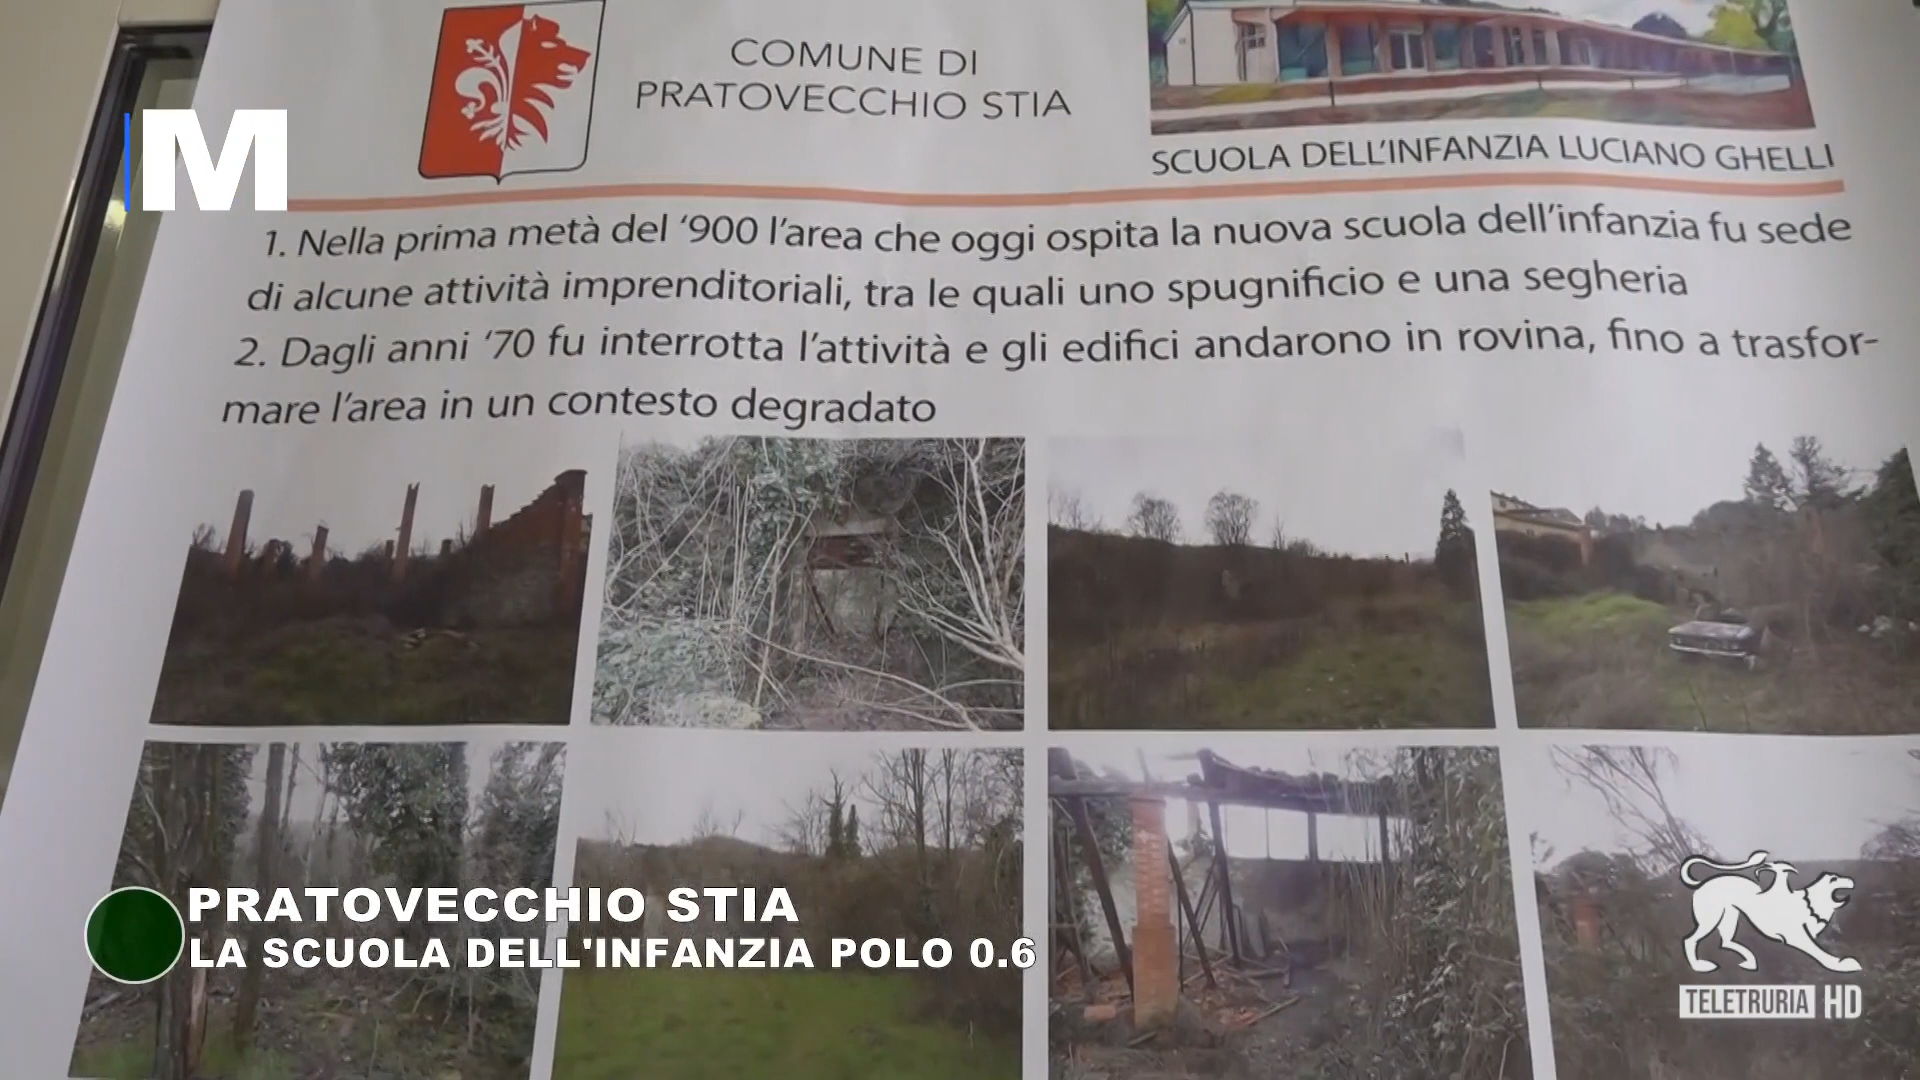 COMUNE DI
PRATOVECCHIO STIA
SCUOLA DELL'INFANZIA LUCIANO GHELLI
M
1. Nella prima metà del ‘900 l’area che oggi ospita la nuova scuola dell’infanzia fu sede
di alcune attività imprenditoriali, tra le quali uno spugnificio e una segheria
2. Dagli anni ‘70 fu interrotta l’attività e gli edifici andarono in rovina, fino a trasfor-
mare l’area in un contesto degradato
PRATOVECCHIO STIA
LA SCUOLA DELL'INFANZIA POLO 0.6
TELETRURIA HD